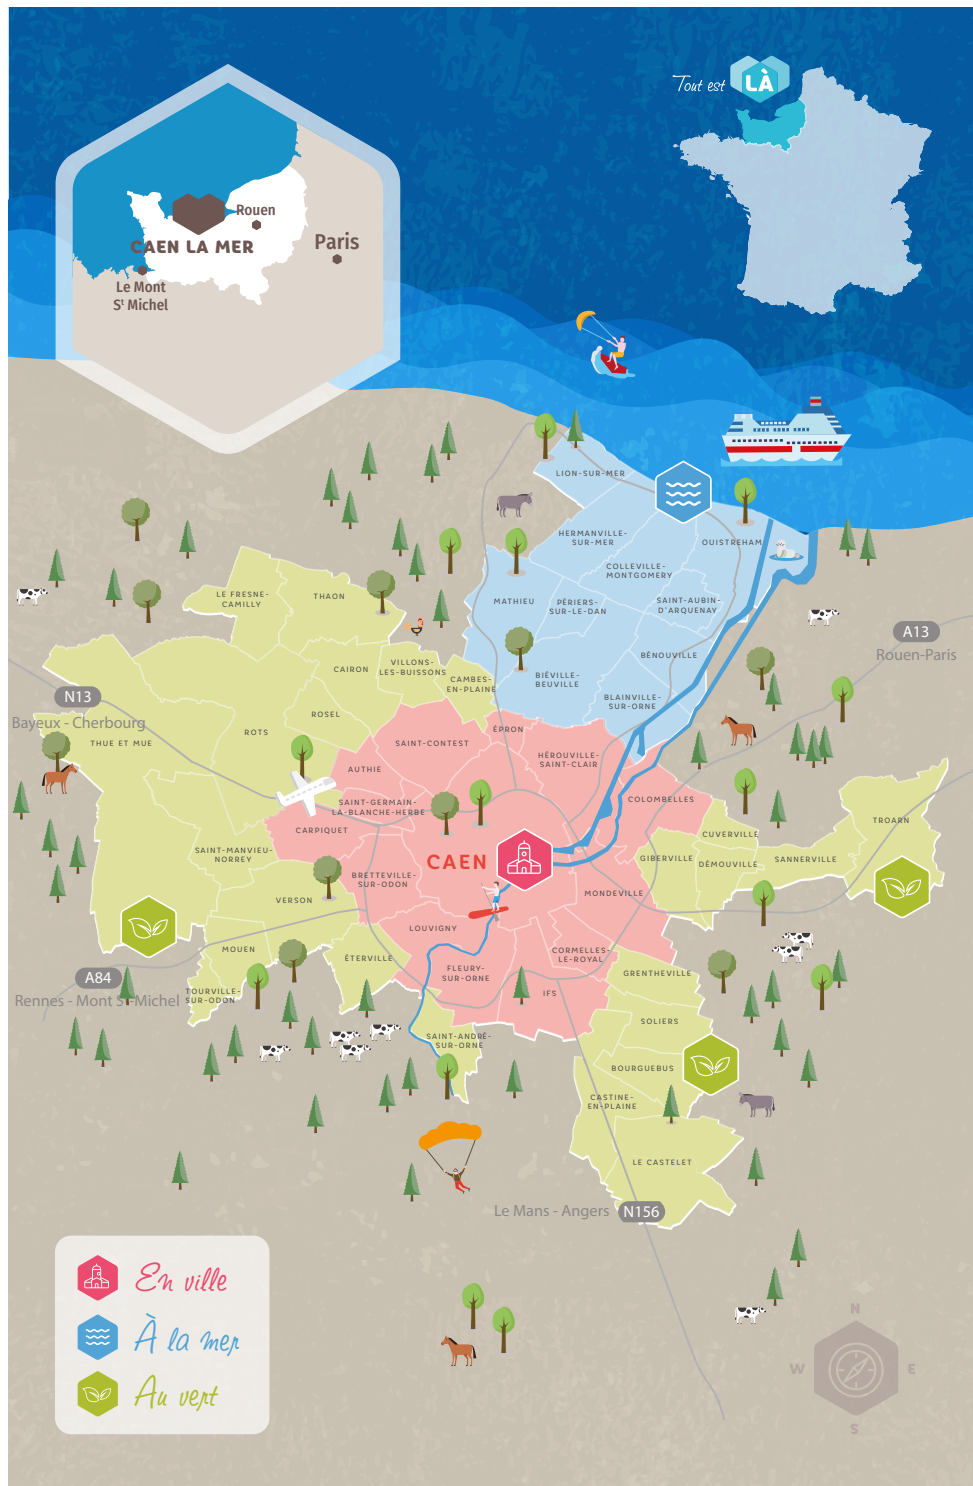 Tout est LÀ
Rouen
CAEN LA MER
Paris
Le Mont
St Michel
LION-SUR-MER
HERMANVILLE-
SUR-MER
OUISTREHAM
COLLEVILLE-
MONTGOMERY
MATHIEU
PÉRIERS-
SUR-LE-DAN
SAINT-AUBIN-
D'ARQUENAY
LE FRESNE-
CAMILLY
THAON
A13
Rouen-Paris
BÉNOUVILLE
CAIRON
VILLONS-
LES-BUISSONS
CAMBES-
EN-PLAINE
BIÉVILLE-
BEUVILLE
BLAINVILLE-
SUR-ORNE
N13
Bayeux - Cherbourg
THUE ET MUE
ROTS
ROSEL
SAINT-CONTEST
ÉPRON
HÉROUVILLE-
SAINT-CLAIR
AUTHIE
SAINT-GERMAIN-
LA-BLANCHE-HERBE
CARPIQUET
COLOMBELLES
TROARN
CUVERVILLE
SAINT-MANVIEU-
NORREY
CAEN
GIBERVILLE
DÉMOUVILLE
SANNERVILLE
BRETTEVILLE-
SUR-ODON
VERSON
MONDEVILLE
LOUVIGNY
MOUEN
ÉTERVILLE
CORMELLES-
LE-ROYAL
FLEURY-
SUR-ORNE
GRENTHEVILLE
A84
Rennes - Mont St-Michel
TOURVILLE-
SUR-ODON
IFS
SOLIERS
SAINT-ANDRÉ-
SUR-ORNE
BOURGUEBUS
CASTINE-
EN-PLAINE
LE CASTELET
Le Mans - Angers
N156
En ville
À la mer
Au vert
N
W
E
S